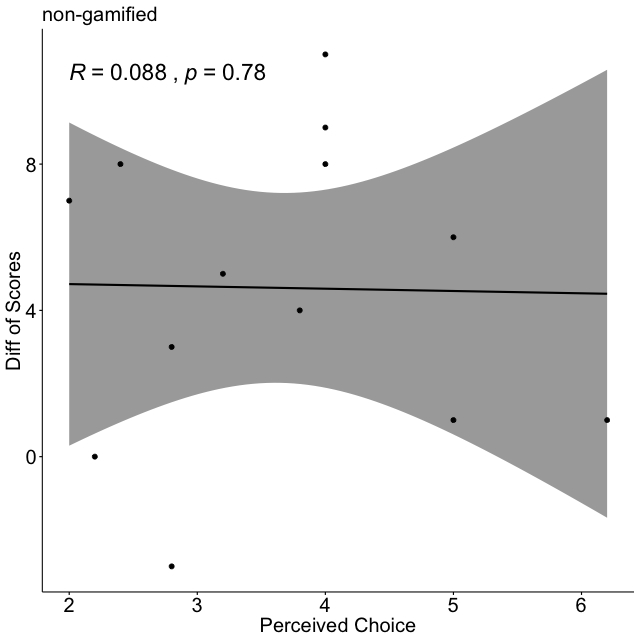 non-gamified
R = 0.088 , p = 0.78
8
4
0
Diff of Scores
2 3 4 5 6
Perceived Choice